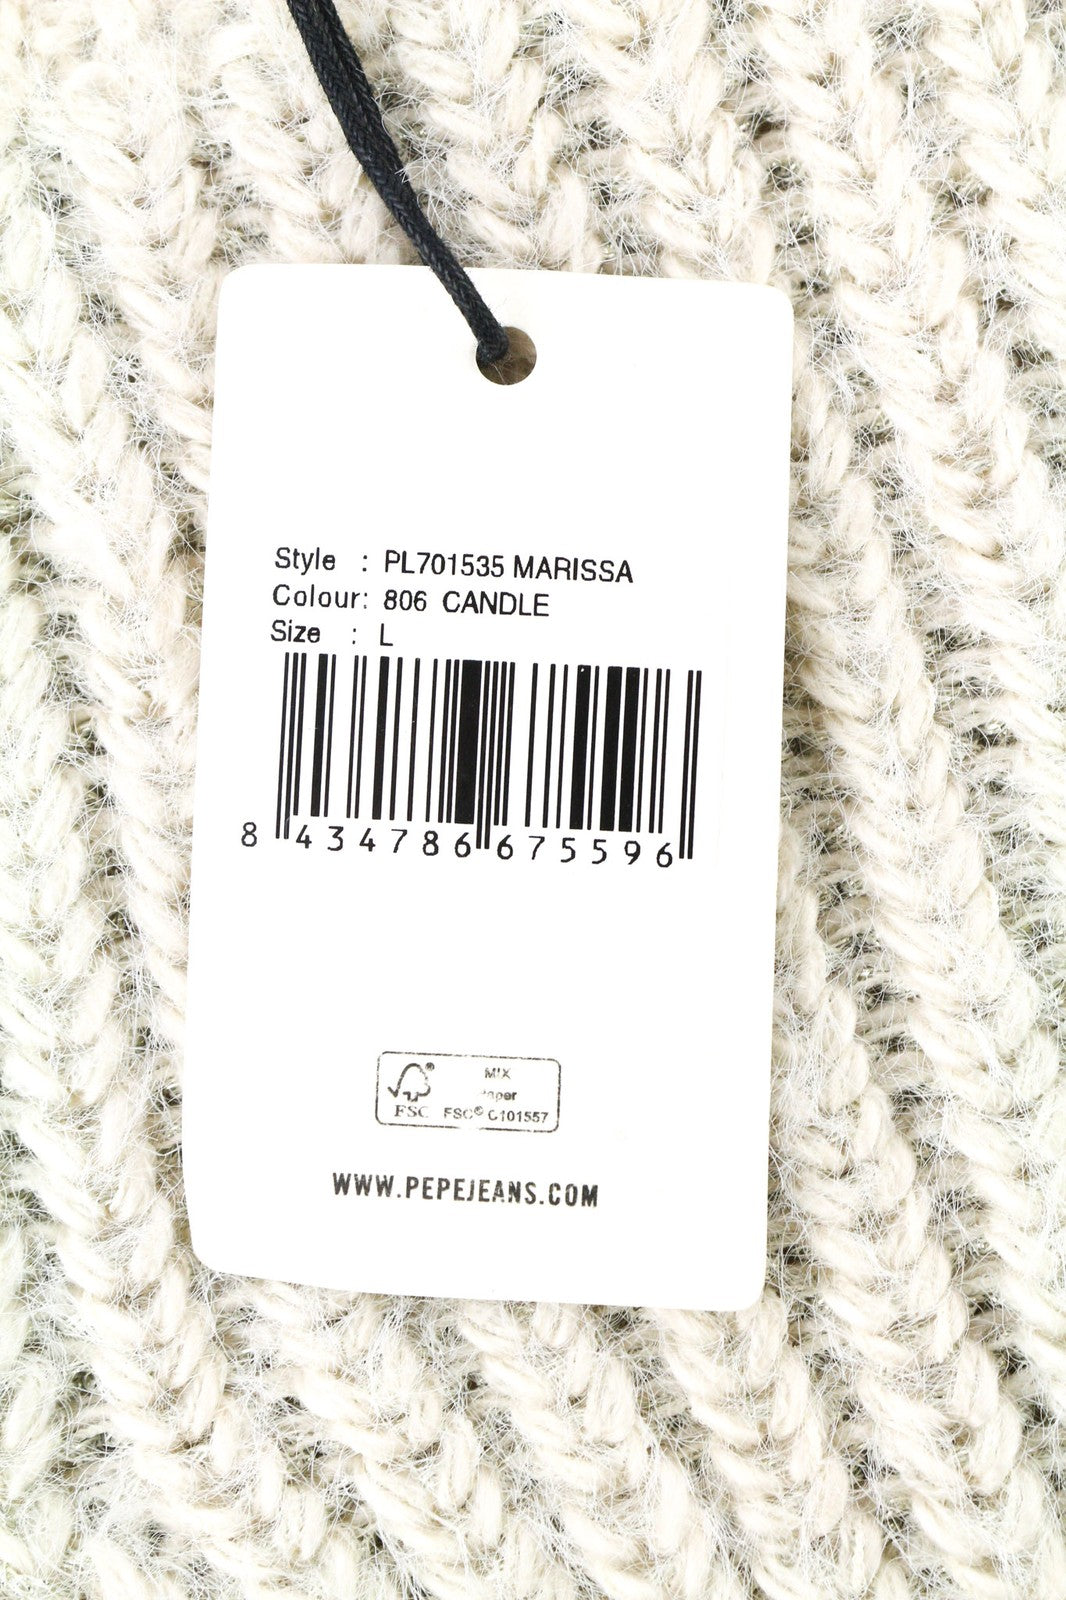 Style : PL701535 MARISSA
Colour: 806 CANDLE
Size : L
8 434786 675596
MIX
FSC
FSC® C101557
WWW.PEPEJEANS.COM